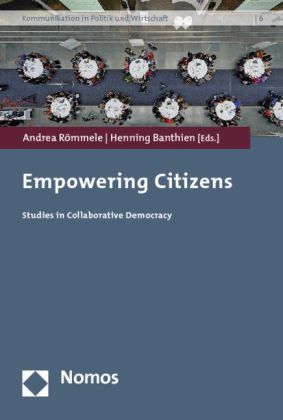 Kommunikation in Politik und Wirtschaft | 6
Andrea Römmele | Henning Banthien [Eds.]
Empowering Citizens
Studies in Collaborative Democracy
Nomos